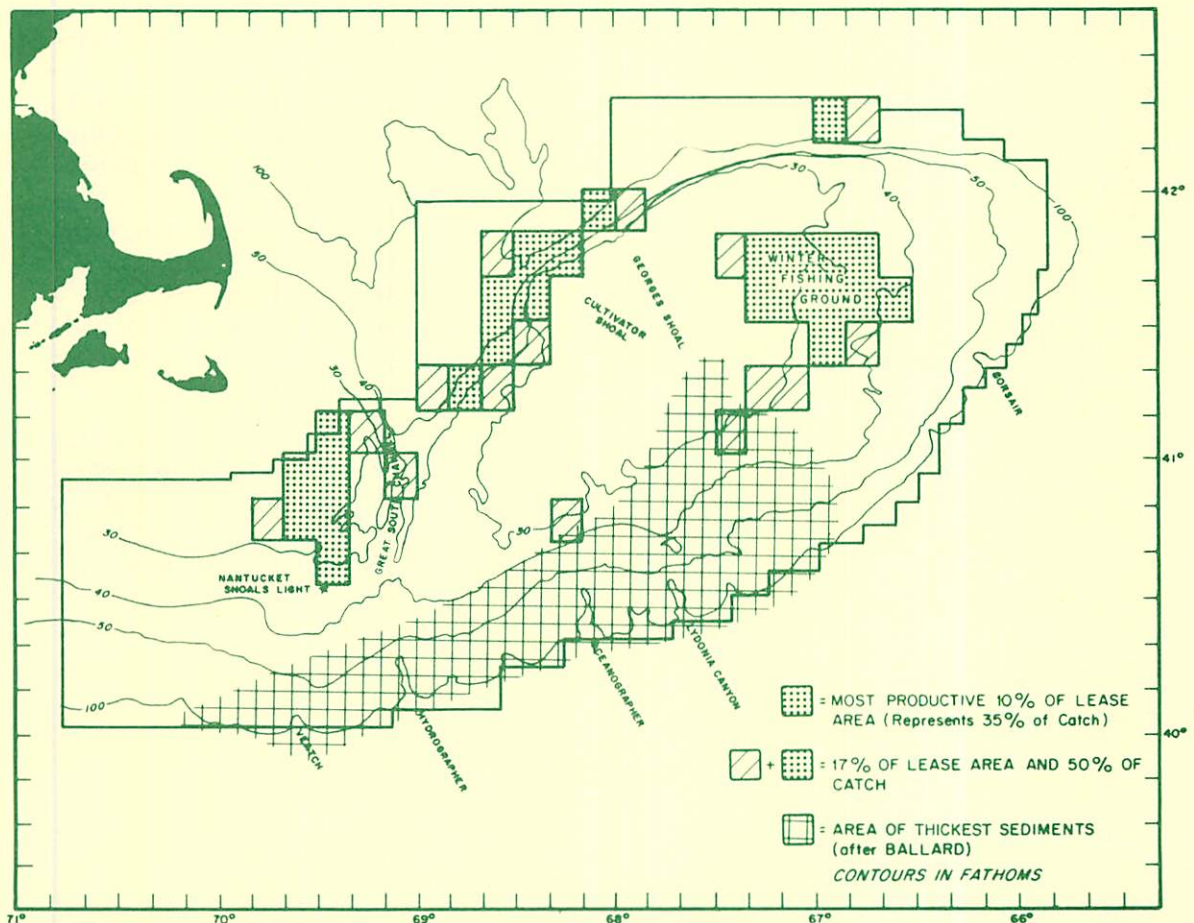 100
50
40
30
30
40
50
100
42°
WINTER
FISHING
GROUND
GEORGES SHOAL
CULTIVATOR
SHOAL
CORSAIR
GREAT SOUTH CHANNEL
41°
30
30
40
50
100
NANTUCKET
SHOALS LIGHT
VEATCH
HYDROGRAPHER
OCEANOGRAPHER
LYDONIA CANYON
40°
= MOST PRODUCTIVE 10% OF LEASE
AREA (Represents 35% of Catch)
+ = 17% OF LEASE AREA AND 50% OF
CATCH
= AREA OF THICKEST SEDIMENTS
(after BALLARD)
CONTOURS IN FATHOMS
71° 70° 69° 68° 67° 66°